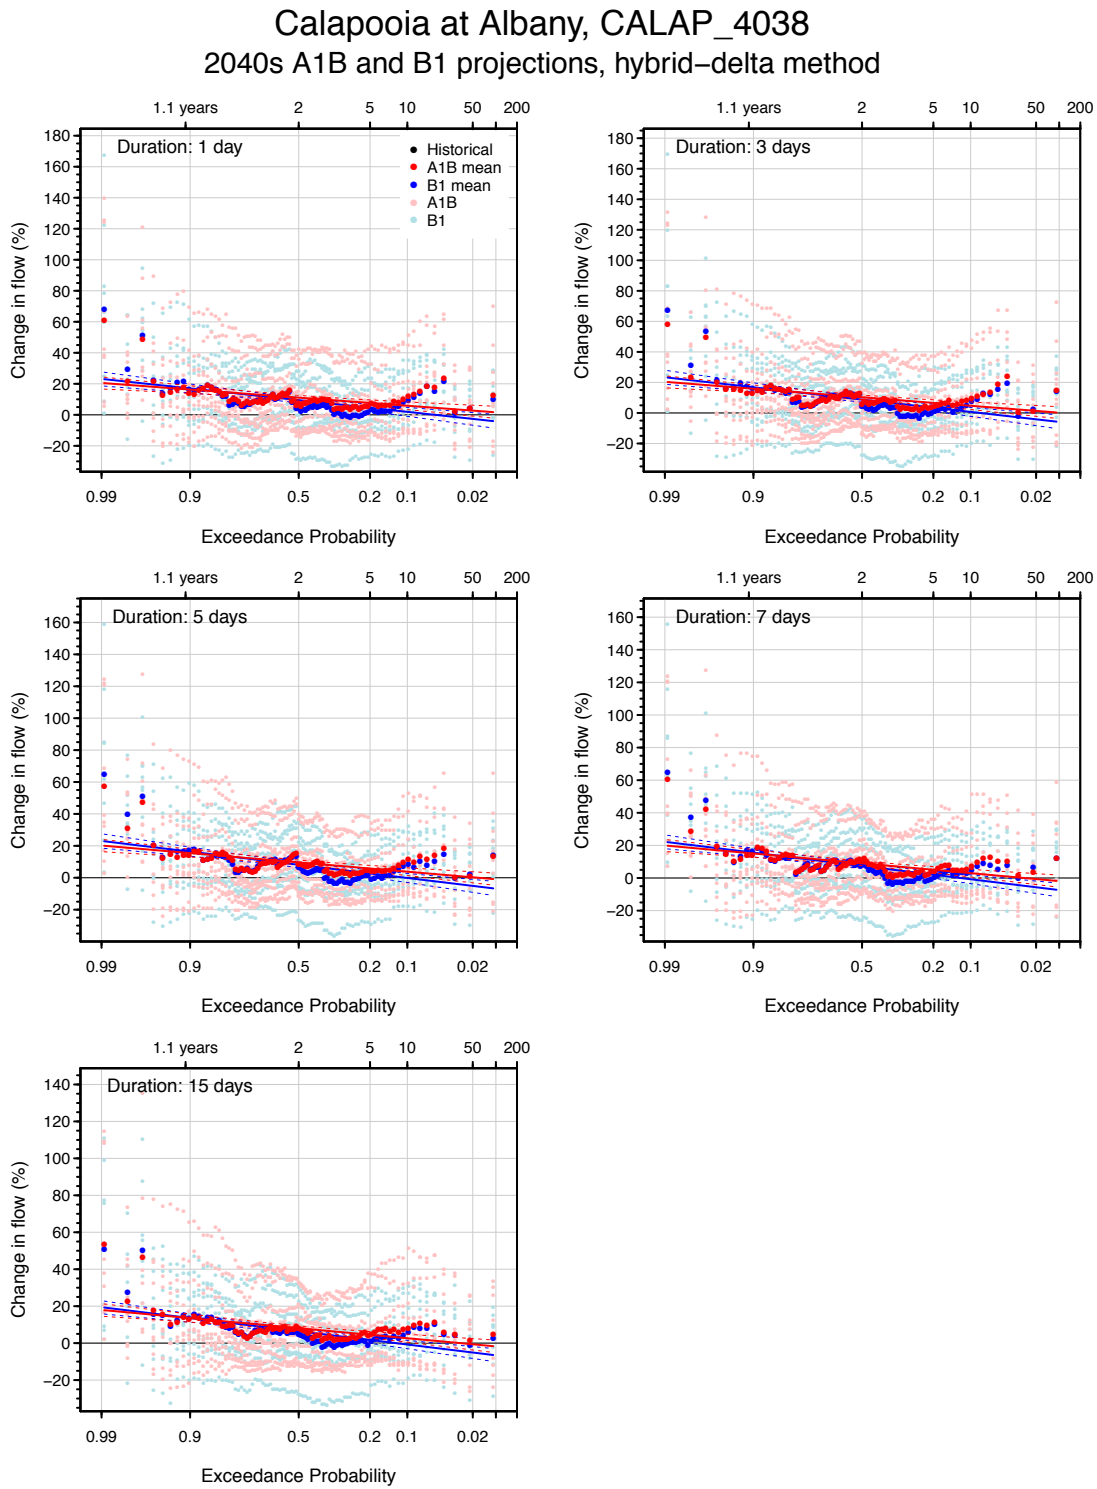 Calapooia at Albany, CALAP_4038
2040s A1B and B1 projections, hybrid−delta method
1.1 years 2 5 10 50 200
Duration: 1 day
Historical
A1B mean
B1 mean
A1B
B1
180
160
140
120
100
80
60
40
20
0
−20
Change in flow (%)
0.99 0.9 0.5 0.2 0.1 0.02
Exceedance Probability
1.1 years 2 5 10 50 200
Duration: 3 days
180
160
140
120
100
80
60
40
20
0
−20
Change in flow (%)
0.99 0.9 0.5 0.2 0.1 0.02
Exceedance Probability
1.1 years 2 5 10 50 200
Duration: 5 days
160
140
120
100
80
60
40
20
0
−20
Change in flow (%)
0.99 0.9 0.5 0.2 0.1 0.02
Exceedance Probability
1.1 years 2 5 10 50 200
Duration: 7 days
160
140
120
100
80
60
40
20
0
−20
Change in flow (%)
0.99 0.9 0.5 0.2 0.1 0.02
Exceedance Probability
1.1 years 2 5 10 50 200
Duration: 15 days
140
120
100
80
60
40
20
0
−20
Change in flow (%)
0.99 0.9 0.5 0.2 0.1 0.02
Exceedance Probability